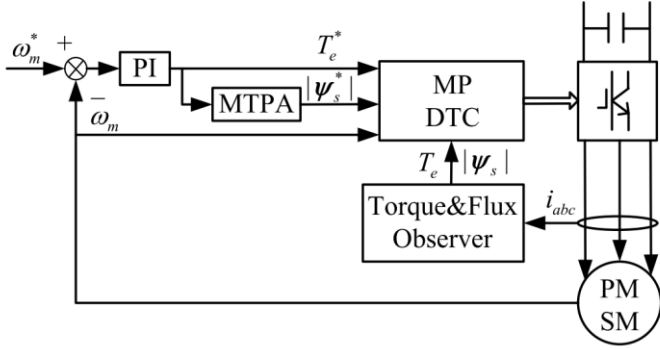 ω*m
+
PI
T*e
MTPA
|ψ*s|
MP
DTC
−
ωm
Te
|ψs|
Torque&Flux
Observer
iabc
PM
SM